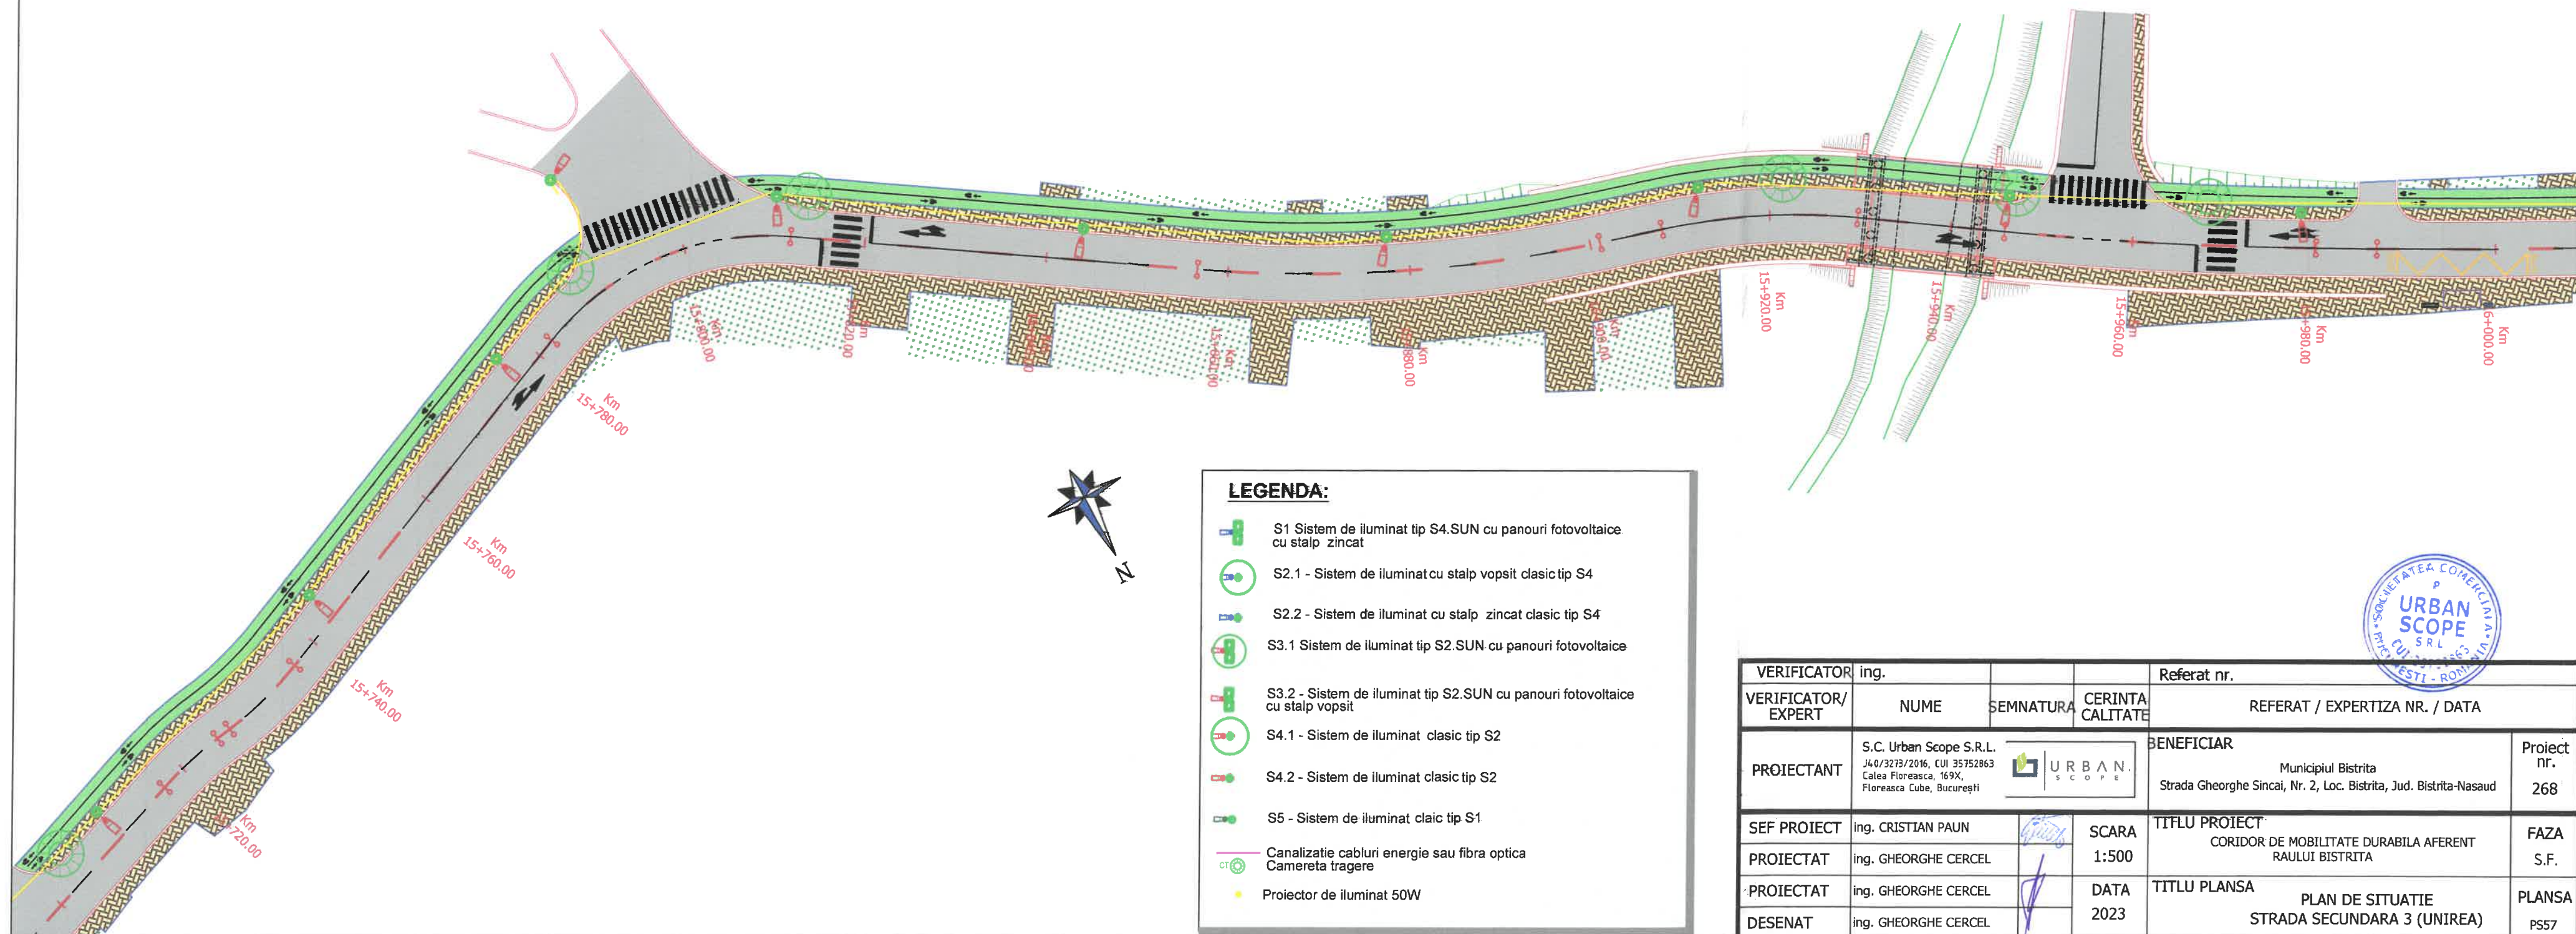 Km
15+720.00
Km
15+740.00
Km
15+760.00
Km
15+780.00
Km
15+800.00
Km
Km
15+880.00
Km
Km
15+920.00
Km
15+940.00
Km
15+960.00
Km
15+980.00
Km
16+000.00
Km
N
LEGENDA:
S1 Sistem de iluminat tip S4.SUN cu panouri fotovoltaice
cu stalp zincat
S2.1 - Sistem de iluminat cu stalp vopsit clasic tip S4
S2.2 - Sistem de iluminat cu stalp zincat clasic tip S4
S3.1 Sistem de iluminat tip S2.SUN cu panouri fotovoltaice
S3.2 - Sistem de iluminat tip S2.SUN cu panouri fotovoltaice
cu stalp vopsit
S4.1 - Sistem de iluminat clasic tip S2
S4.2 - Sistem de iluminat clasic tip S2
S5 - Sistem de iluminat claic tip S1
Canalizatie cabluri energie sau fibra optica
CT Camereta tragere
Proiector de iluminat 50W
SOCIETATEA COMERCIALA
URBAN
SCOPE
SRL
BUCURESTI - ROMANIA
VERIFICATOR ing. Referat nr.
VERIFICATOR/
EXPERT
NUME
SEMNATURA
CERINTA
CALITATE
REFERAT / EXPERTIZA NR. / DATA
PROIECTANT
S.C. Urban Scope S.R.L.
J40/3273/2016, CUI 35752863
Calea Floreasca, 169X,
Floreasca Cube, București
URBAN.
SCOPE
BENEFICIAR
Municipiul Bistrita
Strada Gheorghe Sincai, Nr. 2, Loc. Bistrita, Jud. Bistrita-Nasaud
Proiect
nr.
268
SEF PROIECT ing. CRISTIAN PAUN
PROIECTAT ing. GHEORGHE CERCEL
PROIECTAT ing. GHEORGHE CERCEL
DESENAT ing. GHEORGHE CERCEL
SCARA
1:500
DATA
2023
TITLU PROIECT
CORIDOR DE MOBILITATE DURABILA AFERENT
RAULUI BISTRITA
FAZA
S.F.
TITLU PLANSA
PLAN DE SITUATIE
STRADA SECUNDARA 3 (UNIREA)
PLANSA
PS57